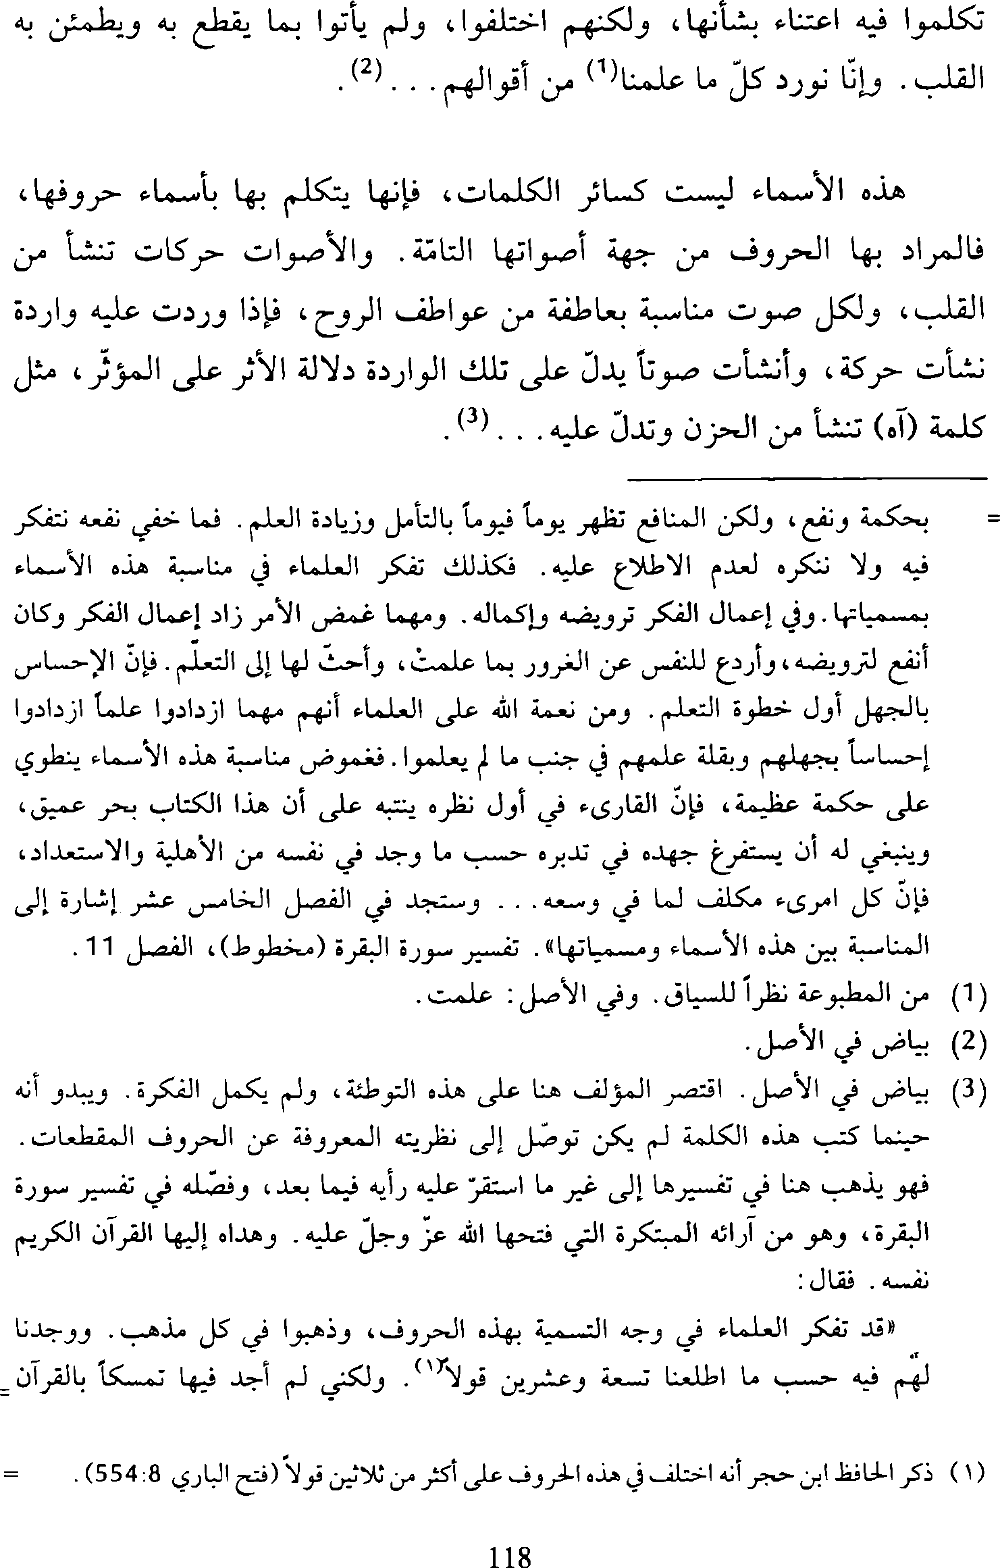 تكلموا فيه اعتناء بشأنها، ولكنهم اختلفوا، ولم يأتوا بما يقطع به ويطمئن به
القلب. وإنّا نورد كلّ ما علمنا(1) من أقوالهم. . . (2).
هذه الأسماء ليست كسائر الكلمات، فإنها يتكلم بها بأسماء حروفها،
فالمراد بها الحروف من جهة أصواتها التامّة. والأصوات حركات تنشأ من
القلب، ولكل صوت مناسبة بعاطفة من عواطف الروح، فإذا وردت عليه واردة
نشأت حركة، وأنشأت صوتاً يدلّ على تلك الواردة دلالة الأثر على المؤثّر، مثل
كلمة (آه) تنشأ من الحزن وتدلّ عليه. . . (3).
= بحكمة ونفع، ولكن المنافع تظهر يوماً فيوماً بالتأمل وزيادة العلم. فما خفي نفعه نتفكر
فيه ولا ننكره لعدم الاطلاع عليه. فكذلك تفكر العلماء في مناسبة هذه الأسماء
بمسمياتها. وفي إعمال الفكر ترويضه وإكماله. ومهما غمض الأمر زاد إعمال الفكر وكان
أنفع لترويضه، وأردع للنفس عن الغرور بما علمتْ، وأحثّ لها إلى التعلّم. فإنّ الإحساس
بالجهل أول خطوة التعلم. ومن نعمة الله على العلماء أنهم مهما ازدادوا علماً ازدادوا
إحساساً بجهلهم وبقلة علمهم في جنب ما لم يعلموا. فغموض مناسبة هذه الأسماء ينطوي
على حكمة عظيمة، فإنّ القارىء في أول نظره ينتبه على أن هذا الكتاب بحر عميق،
وينبغي له أن يستفرغ جهده في تدبره حسب ما وجد في نفسه من الأهلية والاستعداد،
فإنّ كل امرىء مكلف لما في وسعه. . . وستجد في الفصل الخامس عشر إشارة إلى
المناسبة بين هذه الأسماء ومسمياتها». تفسير سورة البقرة (مخطوط)، الفصل 11.
(1) من المطبوعة نظراً للسياق. وفي الأصل: علمت.
(2) بياض في الأصل.
(3) بياض في الأصل. اقتصر المؤلف هنا على هذه التوطئة، ولم يكمل الفكرة. ويبدو أنه
حينما كتب هذه الكلمة لم يكن توصّل إلى نظريته المعروفة عن الحروف المقطعات.
فهو يذهب هنا في تفسيرها إلى غير ما استقرّ عليه رأيه فيما بعد، وفصّله في تفسير سورة
البقرة، وهو من آرائه المبتكرة التي فتحها الله عزّ وجلّ عليه. وهداه إليها القرآن الكريم
نفسه. فقال:
«قد تفكر العلماء في وجه التسمية بهذه الحروف، وذهبوا في كل مذهب. ووجدنا
لهم فيه حسب ما اطلعنا تسعة وعشرين قولاً(١). ولكني لم أجد فيها تمسكاً بالقرآن =
(١) ذكر الحافظ ابن حجر أنه اختلف في هذه الحروف على أكثر من ثلاثين قولاً (فتح الباري 554:8). =
118